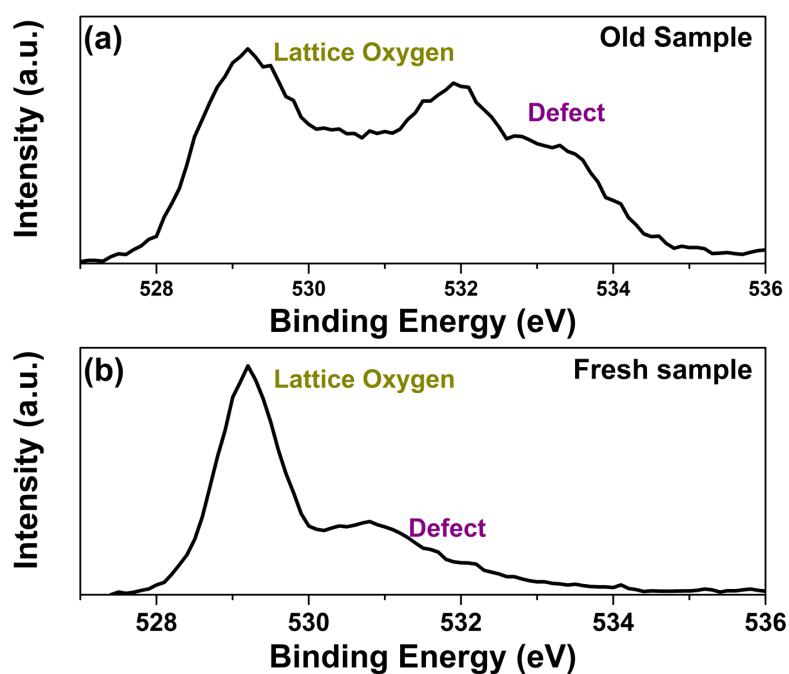 (a)
Lattice Oxygen
Old Sample
Defect
Intensity (a.u.)
528 530 532 534 536
Binding Energy (eV)
(b)
Lattice Oxygen
Fresh sample
Defect
Intensity (a.u.)
528 530 532 534 536
Binding Energy (eV)